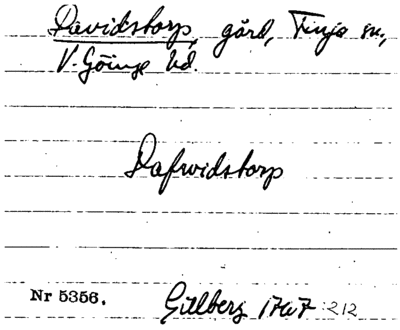 Davidstorp, gård, Finja sn.,
V. Göinge hd.
Dafwidstorp
Nr 5356. Gillberg 1767 :212